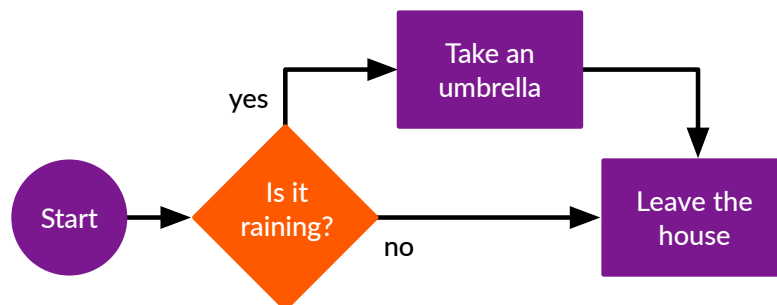 Start
Is it
raining?
yes
Take an
umbrella
no
Leave the
house